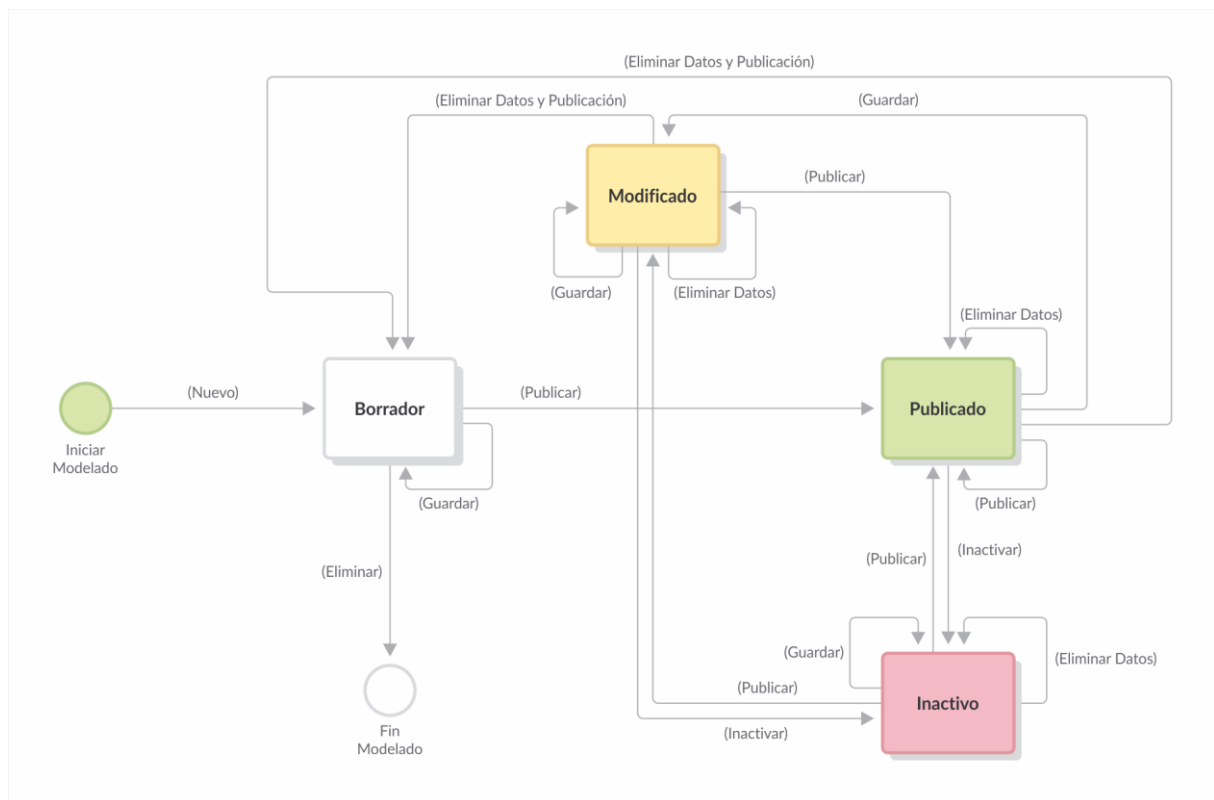 (Eliminar Datos y Publicación)
(Eliminar Datos y Publicación)
(Guardar)
Modificado
(Publicar)
(Guardar)
(Eliminar Datos)
(Eliminar Datos)
(Nuevo)
Borrador
(Publicar)
Publicado
Iniciar
Modelado
(Guardar)
(Publicar)
(Eliminar)
(Publicar)
(Inactivar)
(Guardar)
(Eliminar Datos)
(Publicar)
Inactivo
(Inactivar)
Fin
Modelado